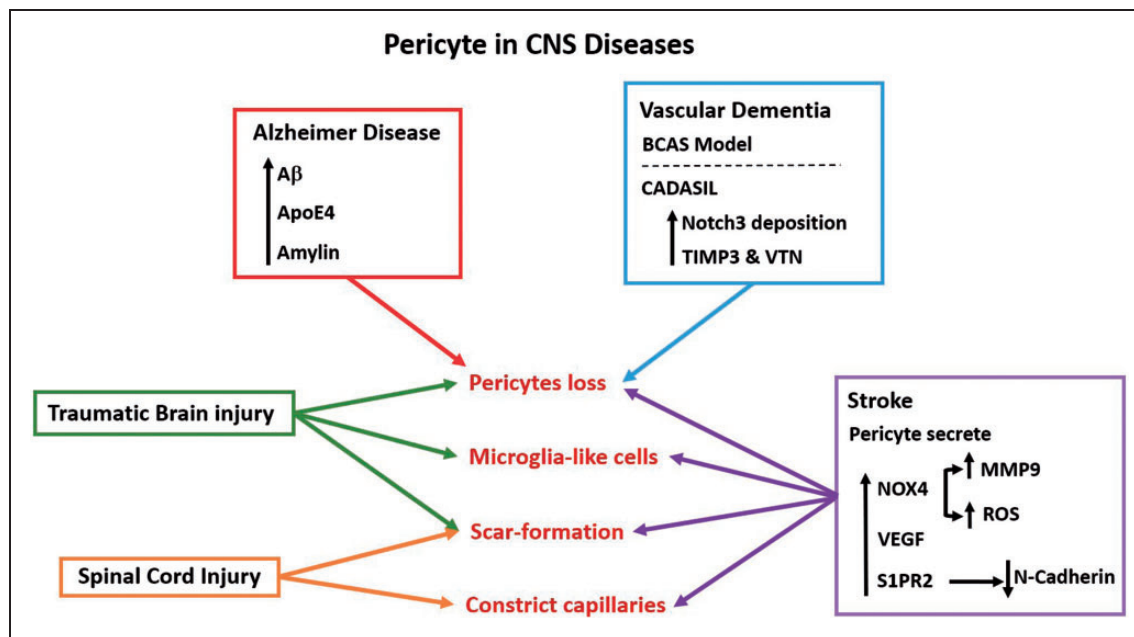 Pericyte in CNS Diseases
Alzheimer Disease
Aβ
ApoE4
Amylin
Vascular Dementia
BCAS Model
CADASIL
Notch3 deposition
TIMP3 & VTN
Pericytes loss
Traumatic Brain injury
Microglia-like cells
Scar-formation
Spinal Cord Injury
Constrict capillaries
Stroke
Pericyte secrete
NOX4
MMP9
ROS
VEGF
S1PR2
N-Cadherin